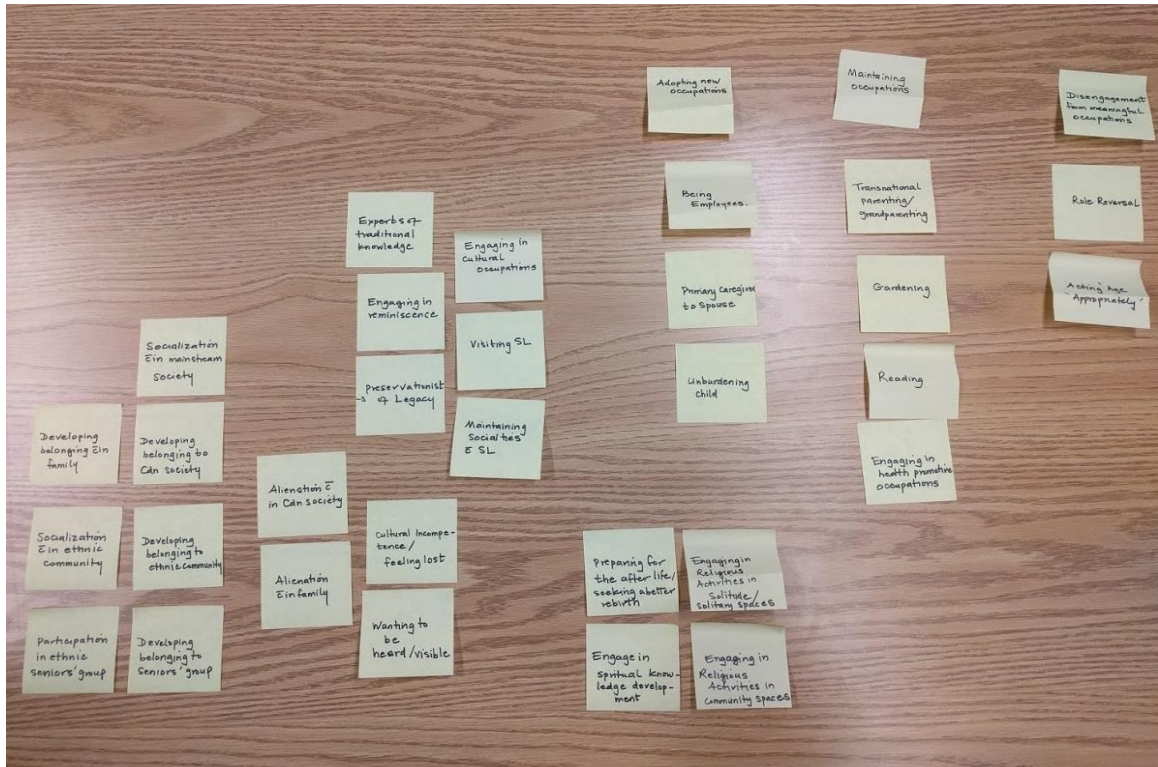 Adopting new
occupations
Being
Employees.
Primary Caregiver
to Spouse
Unburdening
child
Maintaining
occupations
Transnational
parenting/
grandparenting
Gardening
Reading
Engaging in
health promotive
occupations
Disengagement
from meaningful
occupations
Role Reversal
Acting Age
"Appropriately"
Experts of
traditional
knowledge
Engaging in
reminiscence
Preservationist
-s of Legacy
Engaging in
cultural
occupations
Visiting SL
Maintaining
Social ties
c̄ SL
Socialization
c̄in mainstream
society
Developing
belonging c̄in
family
Developing
belonging to
Cdn society
Socialization
c̄in ethnic
community
Developing
belonging to
ethnic community
Participation
in ethnic
seniors' group
Developing
belonging to
Seniors' group
Alienation c̄
in Cdn society
Alienation
c̄in family
Cultural Incompe-
tence/
feeling lost
Wanting to
be
heard/visible
Preparing for
the after life/
seeking a better
rebirth
Engaging in
Religious
Activities in
Solitude/
Solitary spaces
Engage in
spritual know-
ledge develop-
ment
Engaging in
Religious
Activities in
Community spaces